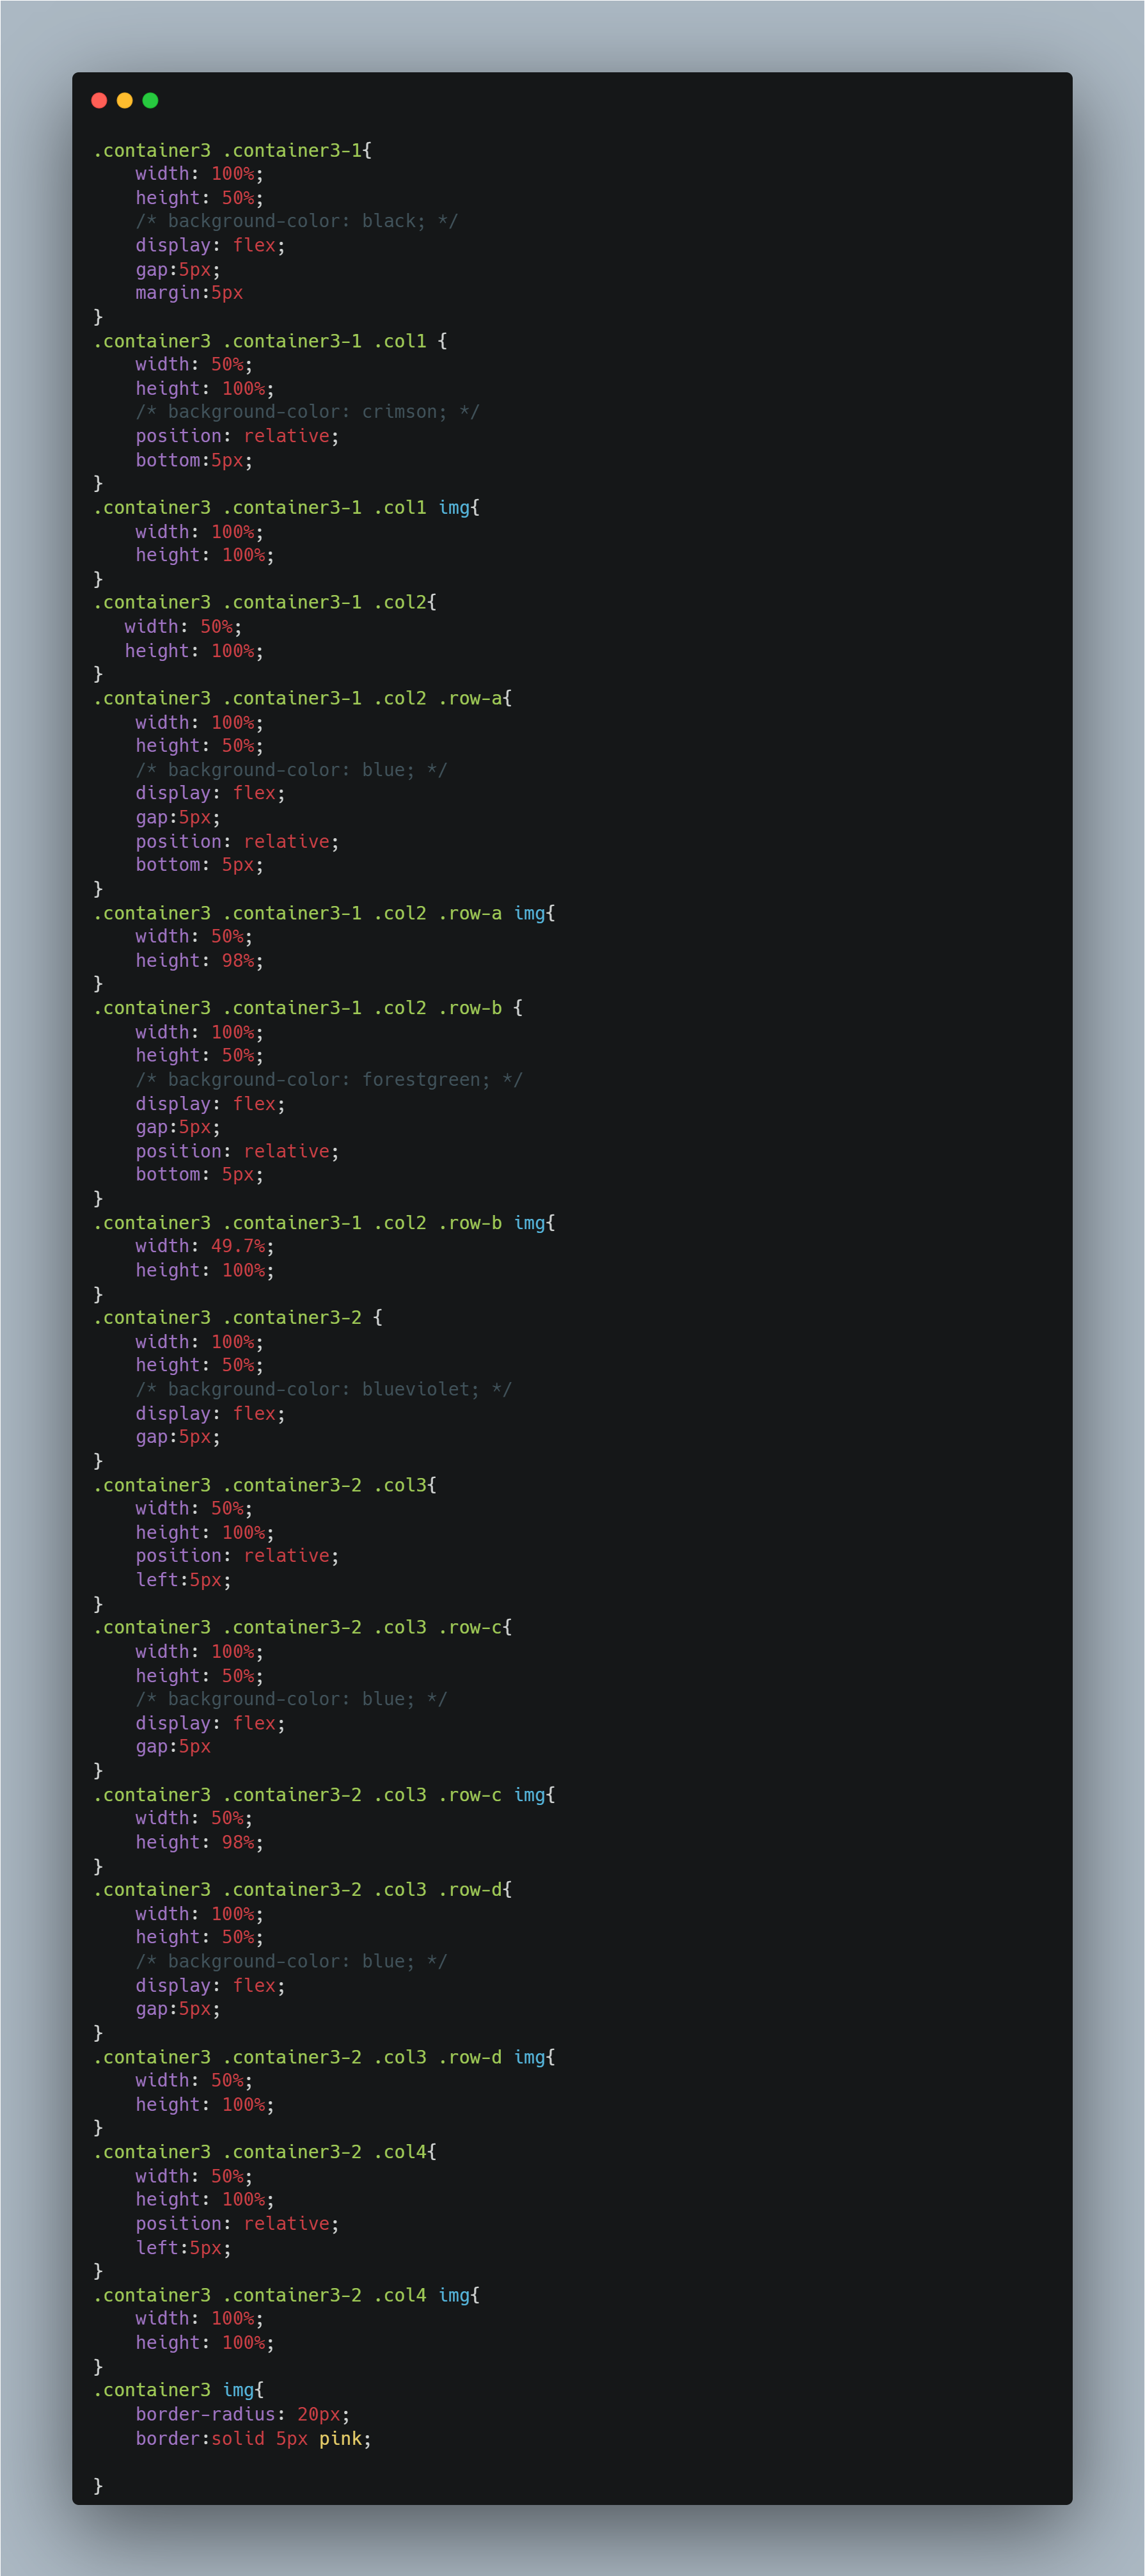 .container3 .container3-1{
    width: 100%;
    height: 50%;
    /* background-color: black; */
    display: flex;
    gap:5px;
    margin:5px
}
.container3 .container3-1 .col1 {
    width: 50%;
    height: 100%;
    /* background-color: crimson; */
    position: relative;
    bottom:5px;
}
.container3 .container3-1 .col1 img{
    width: 100%;
    height: 100%;
}
.container3 .container3-1 .col2{
   width: 50%;
   height: 100%;
}
.container3 .container3-1 .col2 .row-a{
    width: 100%;
    height: 50%;
    /* background-color: blue; */
    display: flex;
    gap:5px;
    position: relative;
    bottom: 5px;
}
.container3 .container3-1 .col2 .row-a img{
    width: 50%;
    height: 98%;
}
.container3 .container3-1 .col2 .row-b {
    width: 100%;
    height: 50%;
    /* background-color: forestgreen; */
    display: flex;
    gap:5px;
    position: relative;
    bottom: 5px;
}
.container3 .container3-1 .col2 .row-b img{
    width: 49.7%;
    height: 100%;
}
.container3 .container3-2 {
    width: 100%;
    height: 50%;
    /* background-color: blueviolet; */
    display: flex;
    gap:5px;
}
.container3 .container3-2 .col3{
    width: 50%;
    height: 100%;
    position: relative;
    left:5px;
}
.container3 .container3-2 .col3 .row-c{
    width: 100%;
    height: 50%;
    /* background-color: blue; */
    display: flex;
    gap:5px
}
.container3 .container3-2 .col3 .row-c img{
    width: 50%;
    height: 98%;
}
.container3 .container3-2 .col3 .row-d{
    width: 100%;
    height: 50%;
    /* background-color: blue; */
    display: flex;
    gap:5px;
}
.container3 .container3-2 .col3 .row-d img{
    width: 50%;
    height: 100%;
}
.container3 .container3-2 .col4{
    width: 50%;
    height: 100%;
    position: relative;
    left:5px;
}
.container3 .container3-2 .col4 img{
    width: 100%;
    height: 100%;
}
.container3 img{
    border-radius: 20px;
    border:solid 5px pink;

}